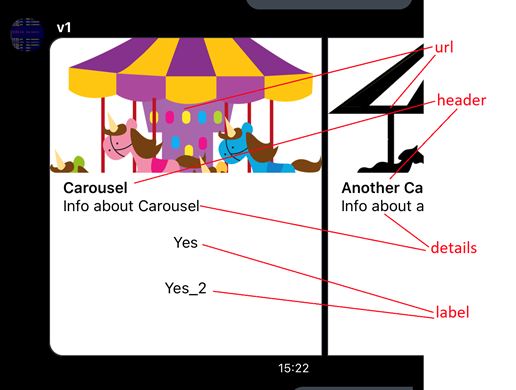 v1
url
header
Carousel
Another Ca
Info about Carousel
Info about a
Yes
details
Yes_2
label
15:22